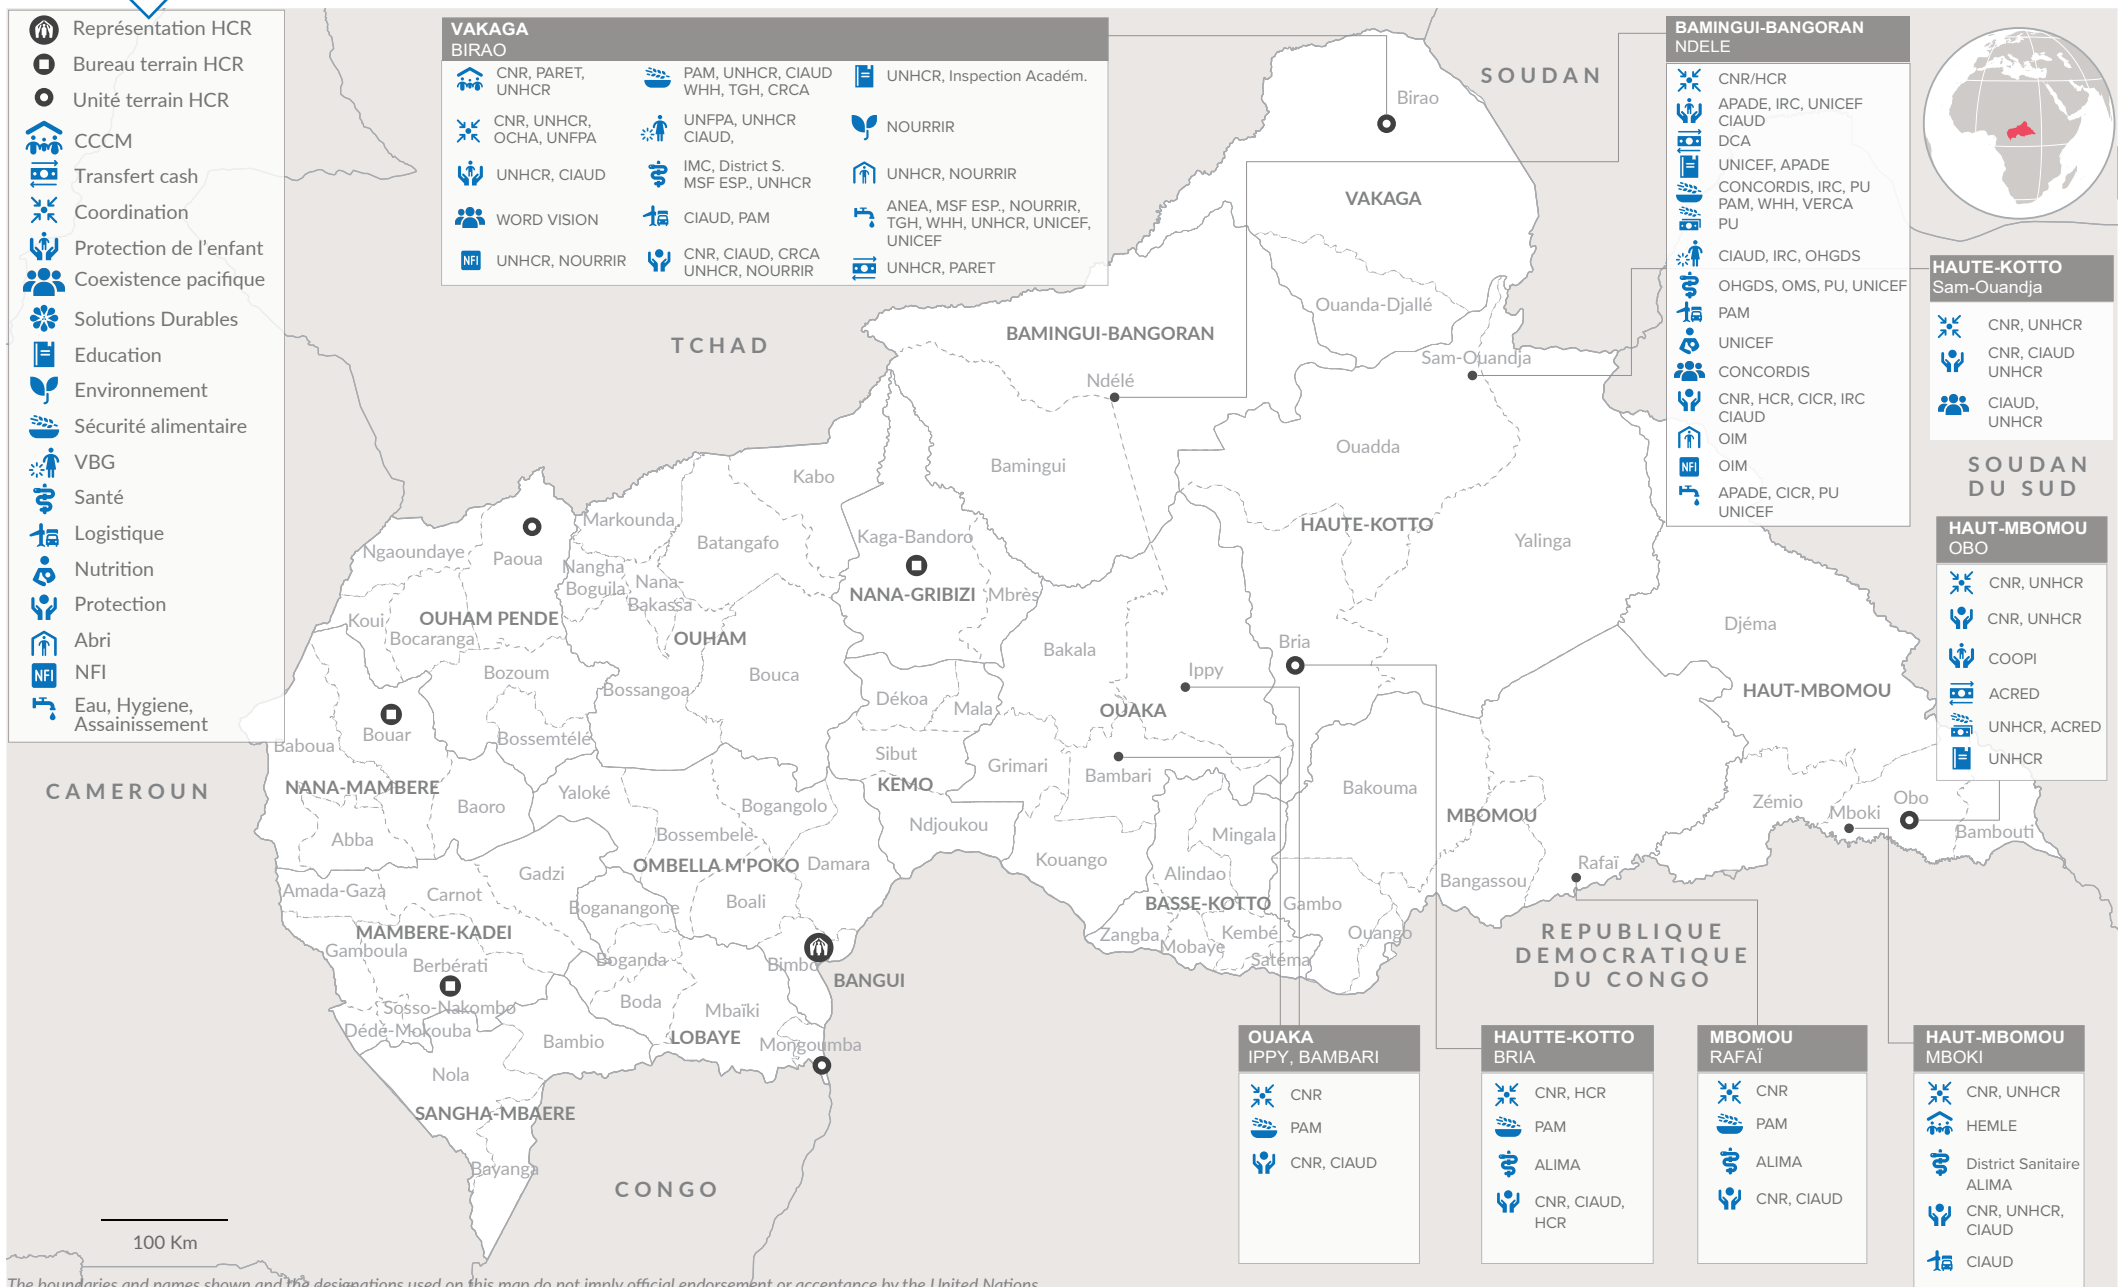 Représentation HCR
Bureau terrain HCR
Unité terrain HCR
CCCM
Transfert cash
Coordination
Protection de l'enfant
Coexistence pacifique
Solutions Durables
Education
Environnement
Sécurité alimentaire
VBG
Santé
Logistique
Nutrition
Protection
Abri
NFI
NFI
Eau, Hygiene,
Assainissement
VAKAGA
BIRAO
CNR, PARET,
UNHCR
CNR, UNHCR,
OCHA, UNFPA
UNHCR, CIAUD
WORD VISION
NFI
UNHCR, NOURRIR
PAM, UNHCR, CIAUD
WHH, TGH, CRCA
UNFPA, UNHCR
CIAUD,
IMC, District S.
MSF ESP., UNHCR
CIAUD, PAM
CNR, CIAUD, CRCA
UNHCR, NOURRIR
UNHCR, Inspection Académ.
NOURRIR
UNHCR, NOURRIR
ANEA, MSF ESP., NOURRIR,
TGH, WHH, UNHCR, UNICEF,
UNICEF
UNHCR, PARET
BAMINGUI-BANGORAN
NDELE
CNR/HCR
APADE, IRC, UNICEF
CIAUD
DCA
UNICEF, APADE
CONCORDIS, IRC, PU
PAM, WHH, VERCA
PU
CIAUD, IRC, OHGDS
OHGDS, OMS, PU, UNICEF
PAM
UNICEF
CONCORDIS
CNR, HCR, CICR, IRC
CIAUD
OIM
NFI
OIM
APADE, CICR, PU
UNICEF
HAUTE-KOTTO
Sam-Ouandja
CNR, UNHCR
CNR, CIAUD
UNHCR
CIAUD,
UNHCR
HAUT-MBOMOU
OBO
CNR, UNHCR
CNR, UNHCR
COOPI
ACRED
UNHCR, ACRED
UNHCR
SOUDAN
TCHAD
SOUDAN
DU SUD
CAMEROUN
REPUBLIQUE
DEMOCRATIQUE
DU CONGO
CONGO
Birao
VAKAGA
Ouanda-Djallé
BAMINGUI-BANGORAN
Sam-Ouandja
Ndélé
Ouadda
Bamingui
Kabo
HAUTE-KOTTO
Yalinga
Markounda
Batangafo
Kaga-Bandoro
Ngaoundaye
Paoua
Nangha
Boguila
Nana-
Bakassa
NANA-GRIBIZI
Mbrès
Koui
Bocaranga
OUHAM PENDE
OUHAM
Djéma
Bakala
Bria
Ippy
Bozoum
Bossangoa
Bouca
Dékoa
Mala
OUAKA
HAUT-MBOMOU
Bouar
Baboua
Bossemtélé
Sibut
Grimari
Bambari
NANA-MAMBERE
Baoro
Yaloké
Bogangolo
KEMO
Bakouma
MBOMOU
Zémio
Mboki
Obo
Bambouti
Abba
Bossembele
Ndjoukou
Mingala
Kouango
Gadzi
OMBELLA M'POKO
Damara
Alindao
Rafaï
Bangassou
Amada-Gaza
Carnot
Boganangone
Boali
BASSE-KOTTO
Gambo
MAMBERE-KADEI
Gamboula
Berbérati
Boganda
Bimbo
BANGUI
Zangba
Mobaye
Kembé
Satéma
Ouango
Sosso-Nakombo
Dédé-Mokouba
Boda
Mbaïki
Bambio
LOBAYE
Mongoumba
Nola
SANGHA-MBAERE
Bayanga
OUAKA
IPPY, BAMBARI
CNR
PAM
CNR, CIAUD
HAUTTE-KOTTO
BRIA
CNR, HCR
PAM
ALIMA
CNR, CIAUD,
HCR
MBOMOU
RAFAÏ
CNR
PAM
ALIMA
CNR, CIAUD
HAUT-MBOMOU
MBOKI
CNR, UNHCR
HEMLE
District Sanitaire
ALIMA
CNR, UNHCR,
CIAUD
CIAUD
100 Km
The boundaries and names shown and the designations used on this map do not imply official endorsement or acceptance by the United Nations.